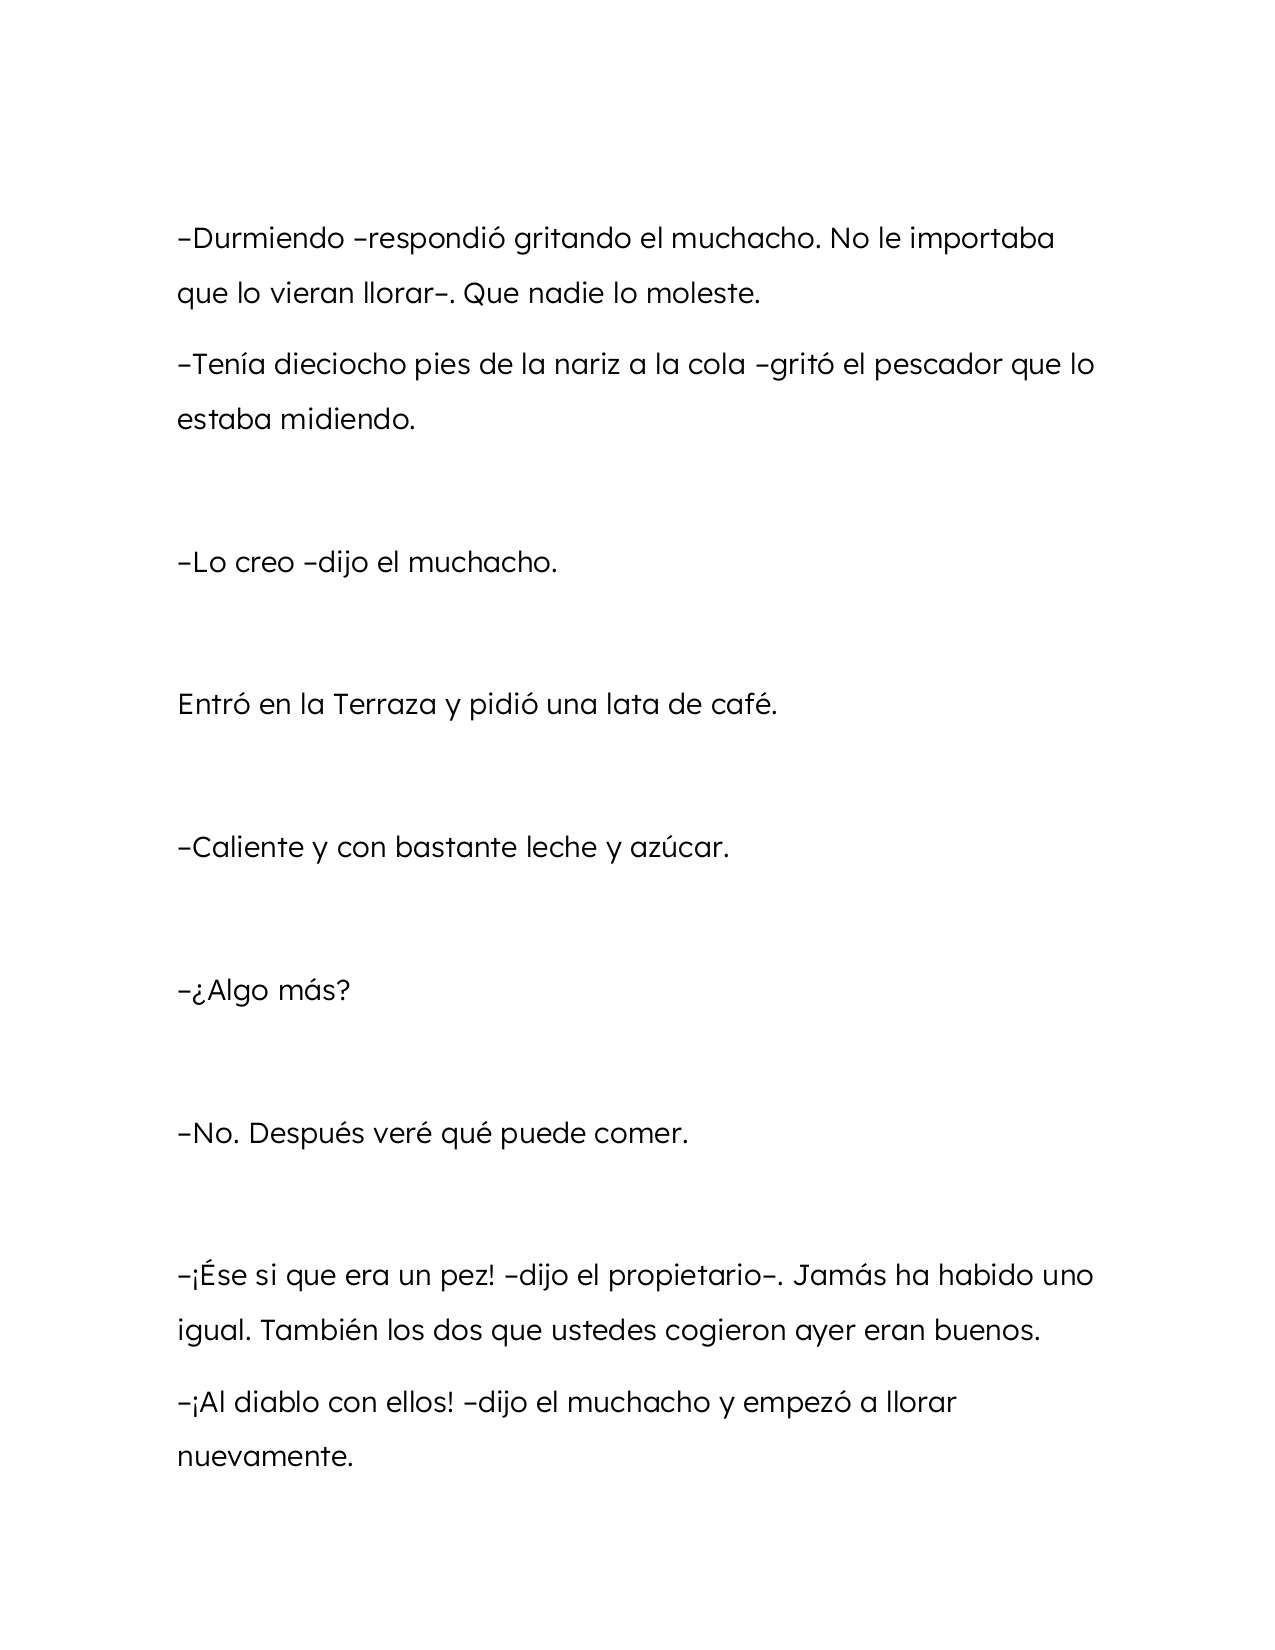 –Durmiendo –respondió gritando el muchacho. No le importaba
que lo vieran llorar–. Que nadie lo moleste.
–Tenía dieciocho pies de la nariz a la cola –gritó el pescador que lo
estaba midiendo.
–Lo creo –dijo el muchacho.
Entró en la Terraza y pidió una lata de café.
–Caliente y con bastante leche y azúcar.
–¿Algo más?
–No. Después veré qué puede comer.
–¡Ése si que era un pez! –dijo el propietario–. Jamás ha habido uno
igual. También los dos que ustedes cogieron ayer eran buenos.
–¡Al diablo con ellos! –dijo el muchacho y empezó a llorar
nuevamente.